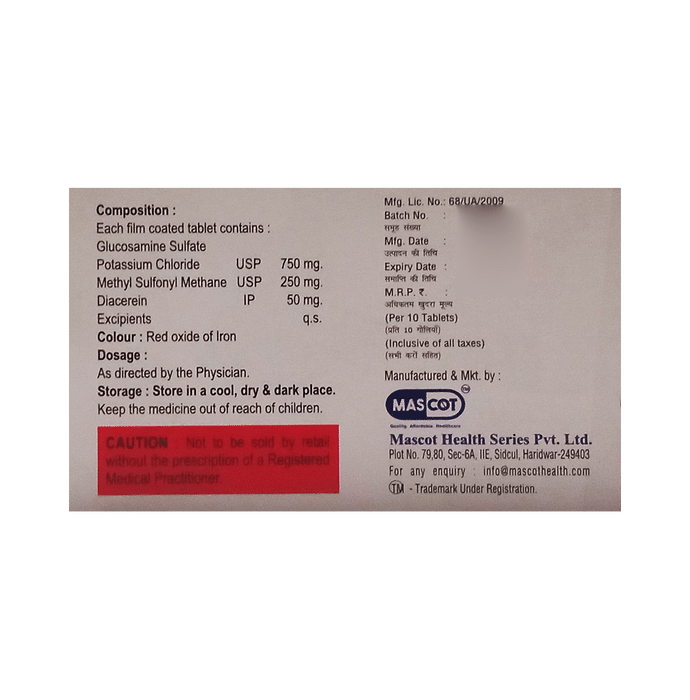 Composition :
Each film coated tablet contains :
Glucosamine Sulfate
Potassium Chloride USP 750 mg.
Methyl Sulfonyl Methane USP 250 mg.
Diacerein IP 50 mg.
Excipients q.s.
Colour : Red oxide of Iron
Dosage :
As directed by the Physician.
Storage : Store in a cool, dry & dark place.
Keep the medicine out of reach of children.
CAUTION : Not to be sold by retail
without the prescription of a Registered
Medical Practitioner.
Mfg. Lic. No.: 68/UA/2009
Batch No. :
समूह संख्या
Mfg. Date :
उत्पादन की तिथि
Expiry Date :
समाप्ति की तिथि
M.R.P. ₹. :
अधिकतम खुदरा मूल्य
(Per 10 Tablets)
(प्रति 10 गोलियाँ)
(Inclusive of all taxes)
(सभी करों सहित)
Manufactured & Mkt. by :
MASCOT TM
Quality Affordable Healthcare
Mascot Health Series Pvt. Ltd.
Plot No. 79,80, Sec-6A, IIE, Sidcul, Haridwar-249403
For any enquiry : info@mascothealth.com
TM - Trademark Under Registration.